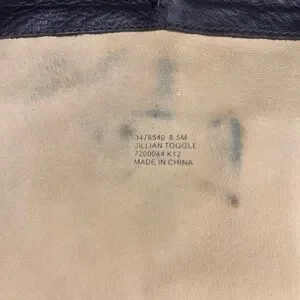 3478540 8.5M
JILLIAN TOGGLE
7200044 K12
MADE IN CHINA